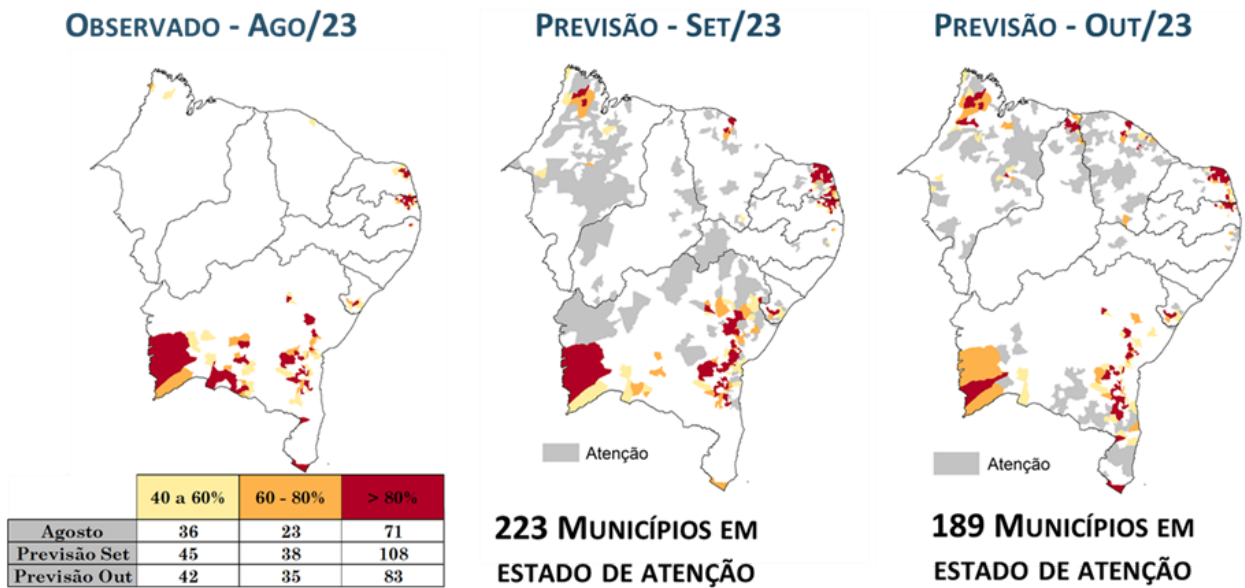 OBSERVADO - AGO/23
PREVISÃO - SET/23
PREVISÃO - OUT/23
Atenção
Atenção
40 a 60% 60 - 80% > 80%
Agosto 36 23 71
Previsão Set 45 38 108
Previsão Out 42 35 83
223 MUNICÍPIOS EM
ESTADO DE ATENÇÃO
189 MUNICÍPIOS EM
ESTADO DE ATENÇÃO